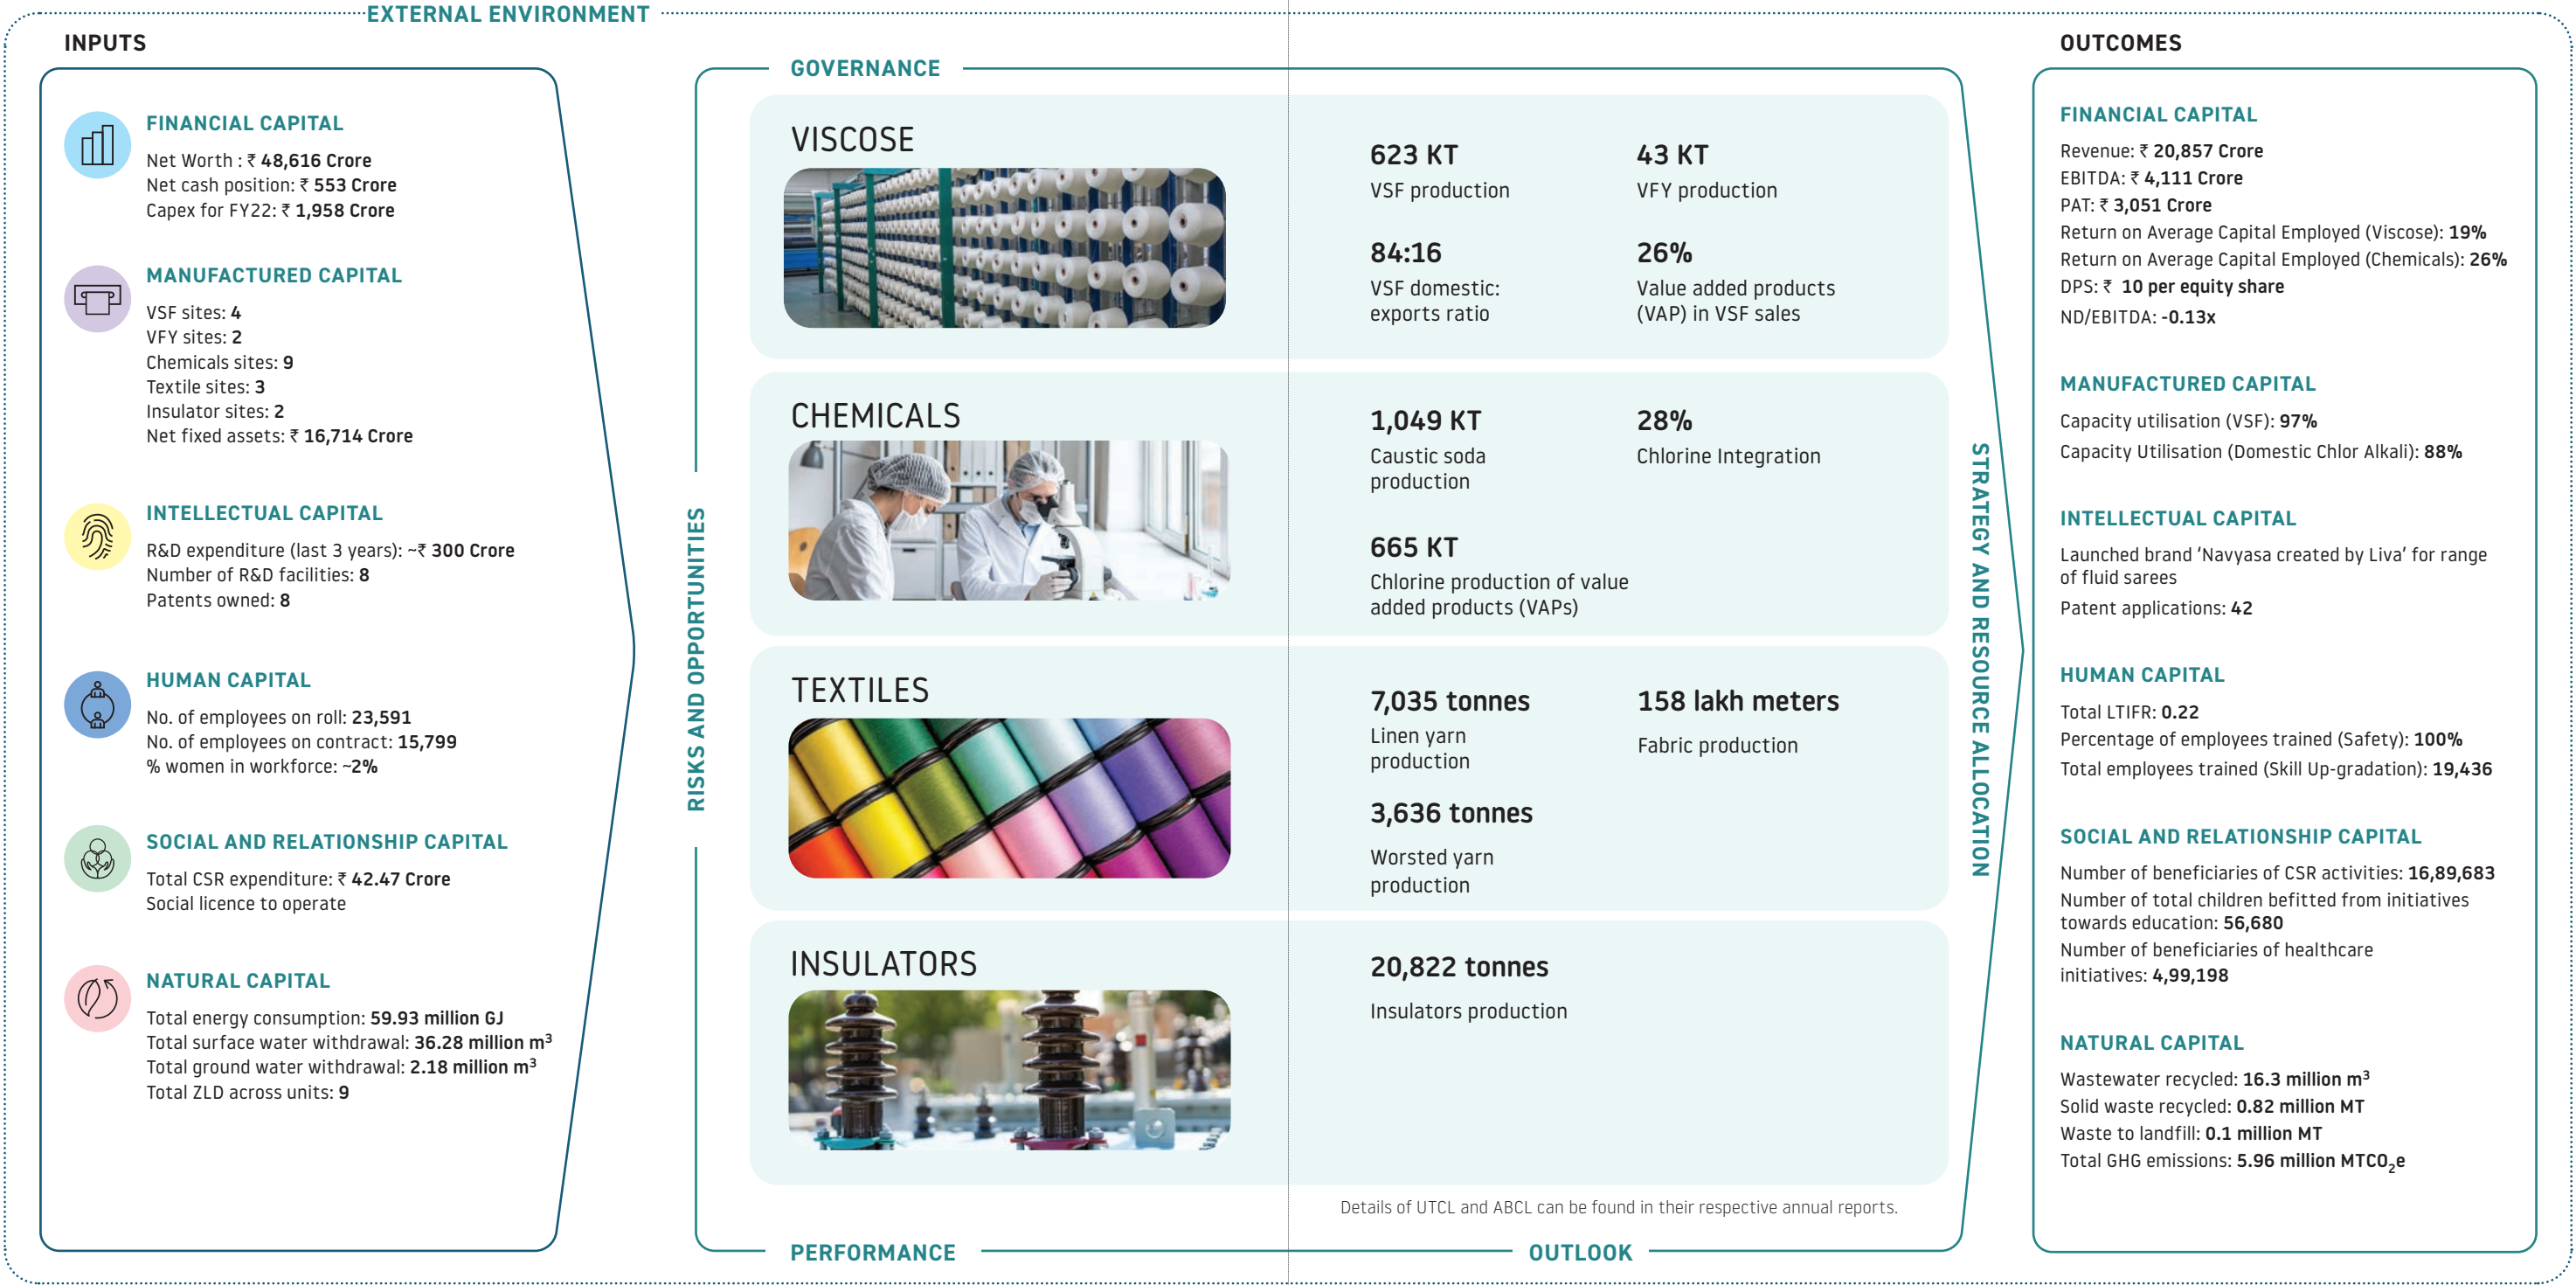 EXTERNAL ENVIRONMENT
INPUTS
FINANCIAL CAPITAL
Net Worth : ₹ 48,616 Crore
Net cash position: ₹ 553 Crore
Capex for FY22: ₹ 1,958 Crore
MANUFACTURED CAPITAL
VSF sites: 4
VFY sites: 2
Chemicals sites: 9
Textile sites: 3
Insulator sites: 2
Net fixed assets: ₹ 16,714 Crore
INTELLECTUAL CAPITAL
R&D expenditure (last 3 years): ~₹ 300 Crore
Number of R&D facilities: 8
Patents owned: 8
HUMAN CAPITAL
No. of employees on roll: 23,591
No. of employees on contract: 15,799
% women in workforce: ~2%
SOCIAL AND RELATIONSHIP CAPITAL
Total CSR expenditure: ₹ 42.47 Crore
Social licence to operate
NATURAL CAPITAL
Total energy consumption: 59.93 million GJ
Total surface water withdrawal: 36.28 million m³
Total ground water withdrawal: 2.18 million m³
Total ZLD across units: 9
GOVERNANCE
RISKS AND OPPORTUNITIES
VISCOSE
623 KT
VSF production
43 KT
VFY production
84:16
VSF domestic:
exports ratio
26%
Value added products
(VAP) in VSF sales
CHEMICALS
1,049 KT
Caustic soda
production
28%
Chlorine Integration
665 KT
Chlorine production of value
added products (VAPs)
TEXTILES
7,035 tonnes
Linen yarn
production
158 lakh meters
Fabric production
3,636 tonnes
Worsted yarn
production
INSULATORS
20,822 tonnes
Insulators production
Details of UTCL and ABCL can be found in their respective annual reports.
PERFORMANCE
OUTLOOK
STRATEGY AND RESOURCE ALLOCATION
OUTCOMES
FINANCIAL CAPITAL
Revenue: ₹ 20,857 Crore
EBITDA: ₹ 4,111 Crore
PAT: ₹ 3,051 Crore
Return on Average Capital Employed (Viscose): 19%
Return on Average Capital Employed (Chemicals): 26%
DPS: ₹ 10 per equity share
ND/EBITDA: -0.13x
MANUFACTURED CAPITAL
Capacity utilisation (VSF): 97%
Capacity Utilisation (Domestic Chlor Alkali): 88%
INTELLECTUAL CAPITAL
Launched brand ‘Navyasa created by Liva’ for range
of fluid sarees
Patent applications: 42
HUMAN CAPITAL
Total LTIFR: 0.22
Percentage of employees trained (Safety): 100%
Total employees trained (Skill Up-gradation): 19,436
SOCIAL AND RELATIONSHIP CAPITAL
Number of beneficiaries of CSR activities: 16,89,683
Number of total children befitted from initiatives
towards education: 56,680
Number of beneficiaries of healthcare
initiatives: 4,99,198
NATURAL CAPITAL
Wastewater recycled: 16.3 million m³
Solid waste recycled: 0.82 million MT
Waste to landfill: 0.1 million MT
Total GHG emissions: 5.96 million MTCO₂e